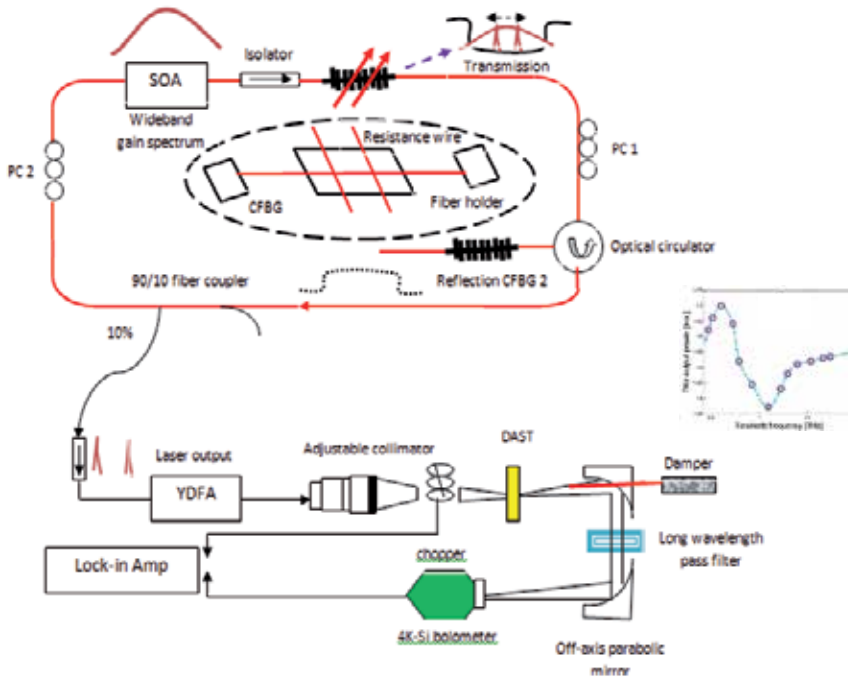 SOA
Isolator
Transmission
Wideband
gain spectrum
Resistance wire
PC 2
PC 1
CFBG
Fiber holder
Optical circulator
90/10 fiber coupler
Reflection CFBG 2
10%
Laser output
Adjustable collimator
DAST
Damper
YDFA
Long wavelength
pass filter
Lock-in Amp
chopper
4K-Si bolometer
Off-axis parabolic
mirror